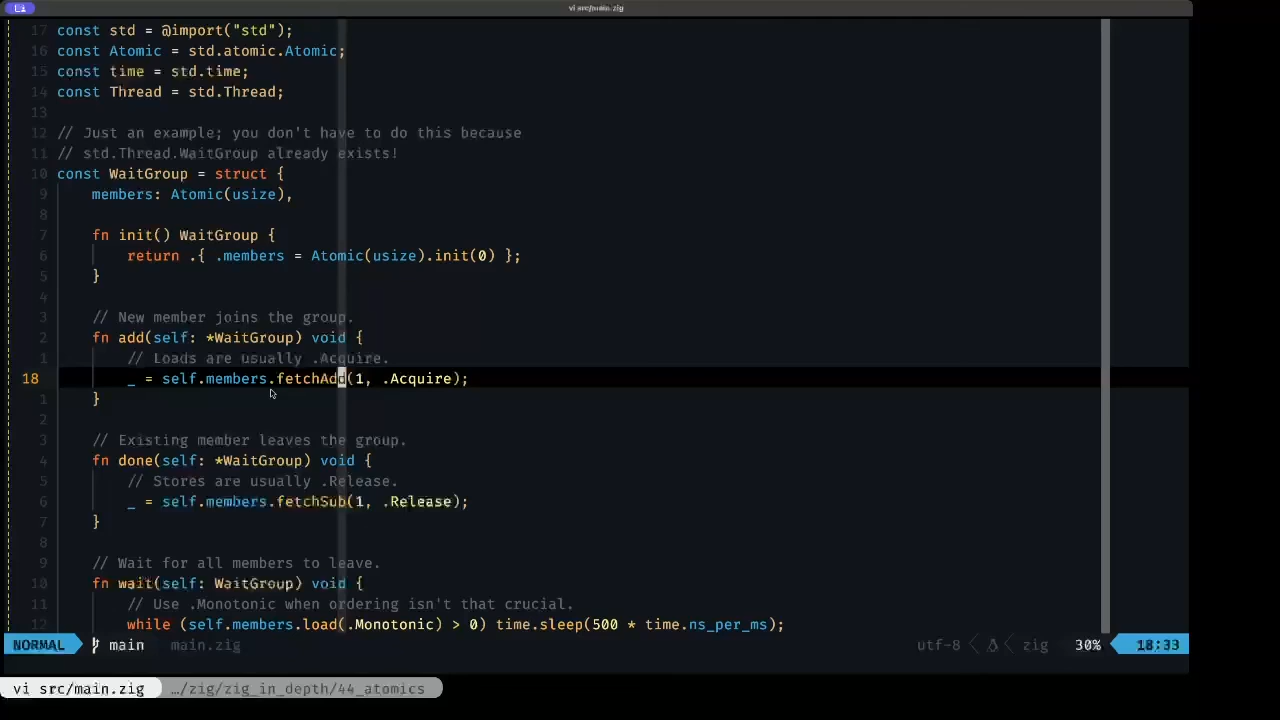 vi src/main.zig
17 const std = @import("std");
16 const Atomic = std.atomic.Atomic;
15 const time = std.time;
14 const Thread = std.Thread;
13
12 // Just an example; you don't have to do this because
11 // std.Thread.WaitGroup already exists!
10 const WaitGroup = struct {
9 members: Atomic(usize),
8
7 fn init() WaitGroup {
6 return .{ .members = Atomic(usize).init(0) };
5 }
4
3 // New member joins the group.
2 fn add(self: *WaitGroup) void {
1 // Loads are usually .Acquire.
18 _ = self.members.fetchAdd(1, .Acquire);
1 }
2
3 // Existing member leaves the group.
4 fn done(self: *WaitGroup) void {
5 // Stores are usually .Release.
6 _ = self.members.fetchSub(1, .Release);
7 }
8
9 // Wait for all members to leave.
10 fn wait(self: WaitGroup) void {
11 // Use .Monotonic when ordering isn't that crucial.
12 while (self.members.load(.Monotonic) > 0) time.sleep(500 * time.ns_per_ms);
NORMAL main main.zig utf-8 zig 30% 18:33
vi src/main.zig …/zig/zig_in_depth/44_atomics